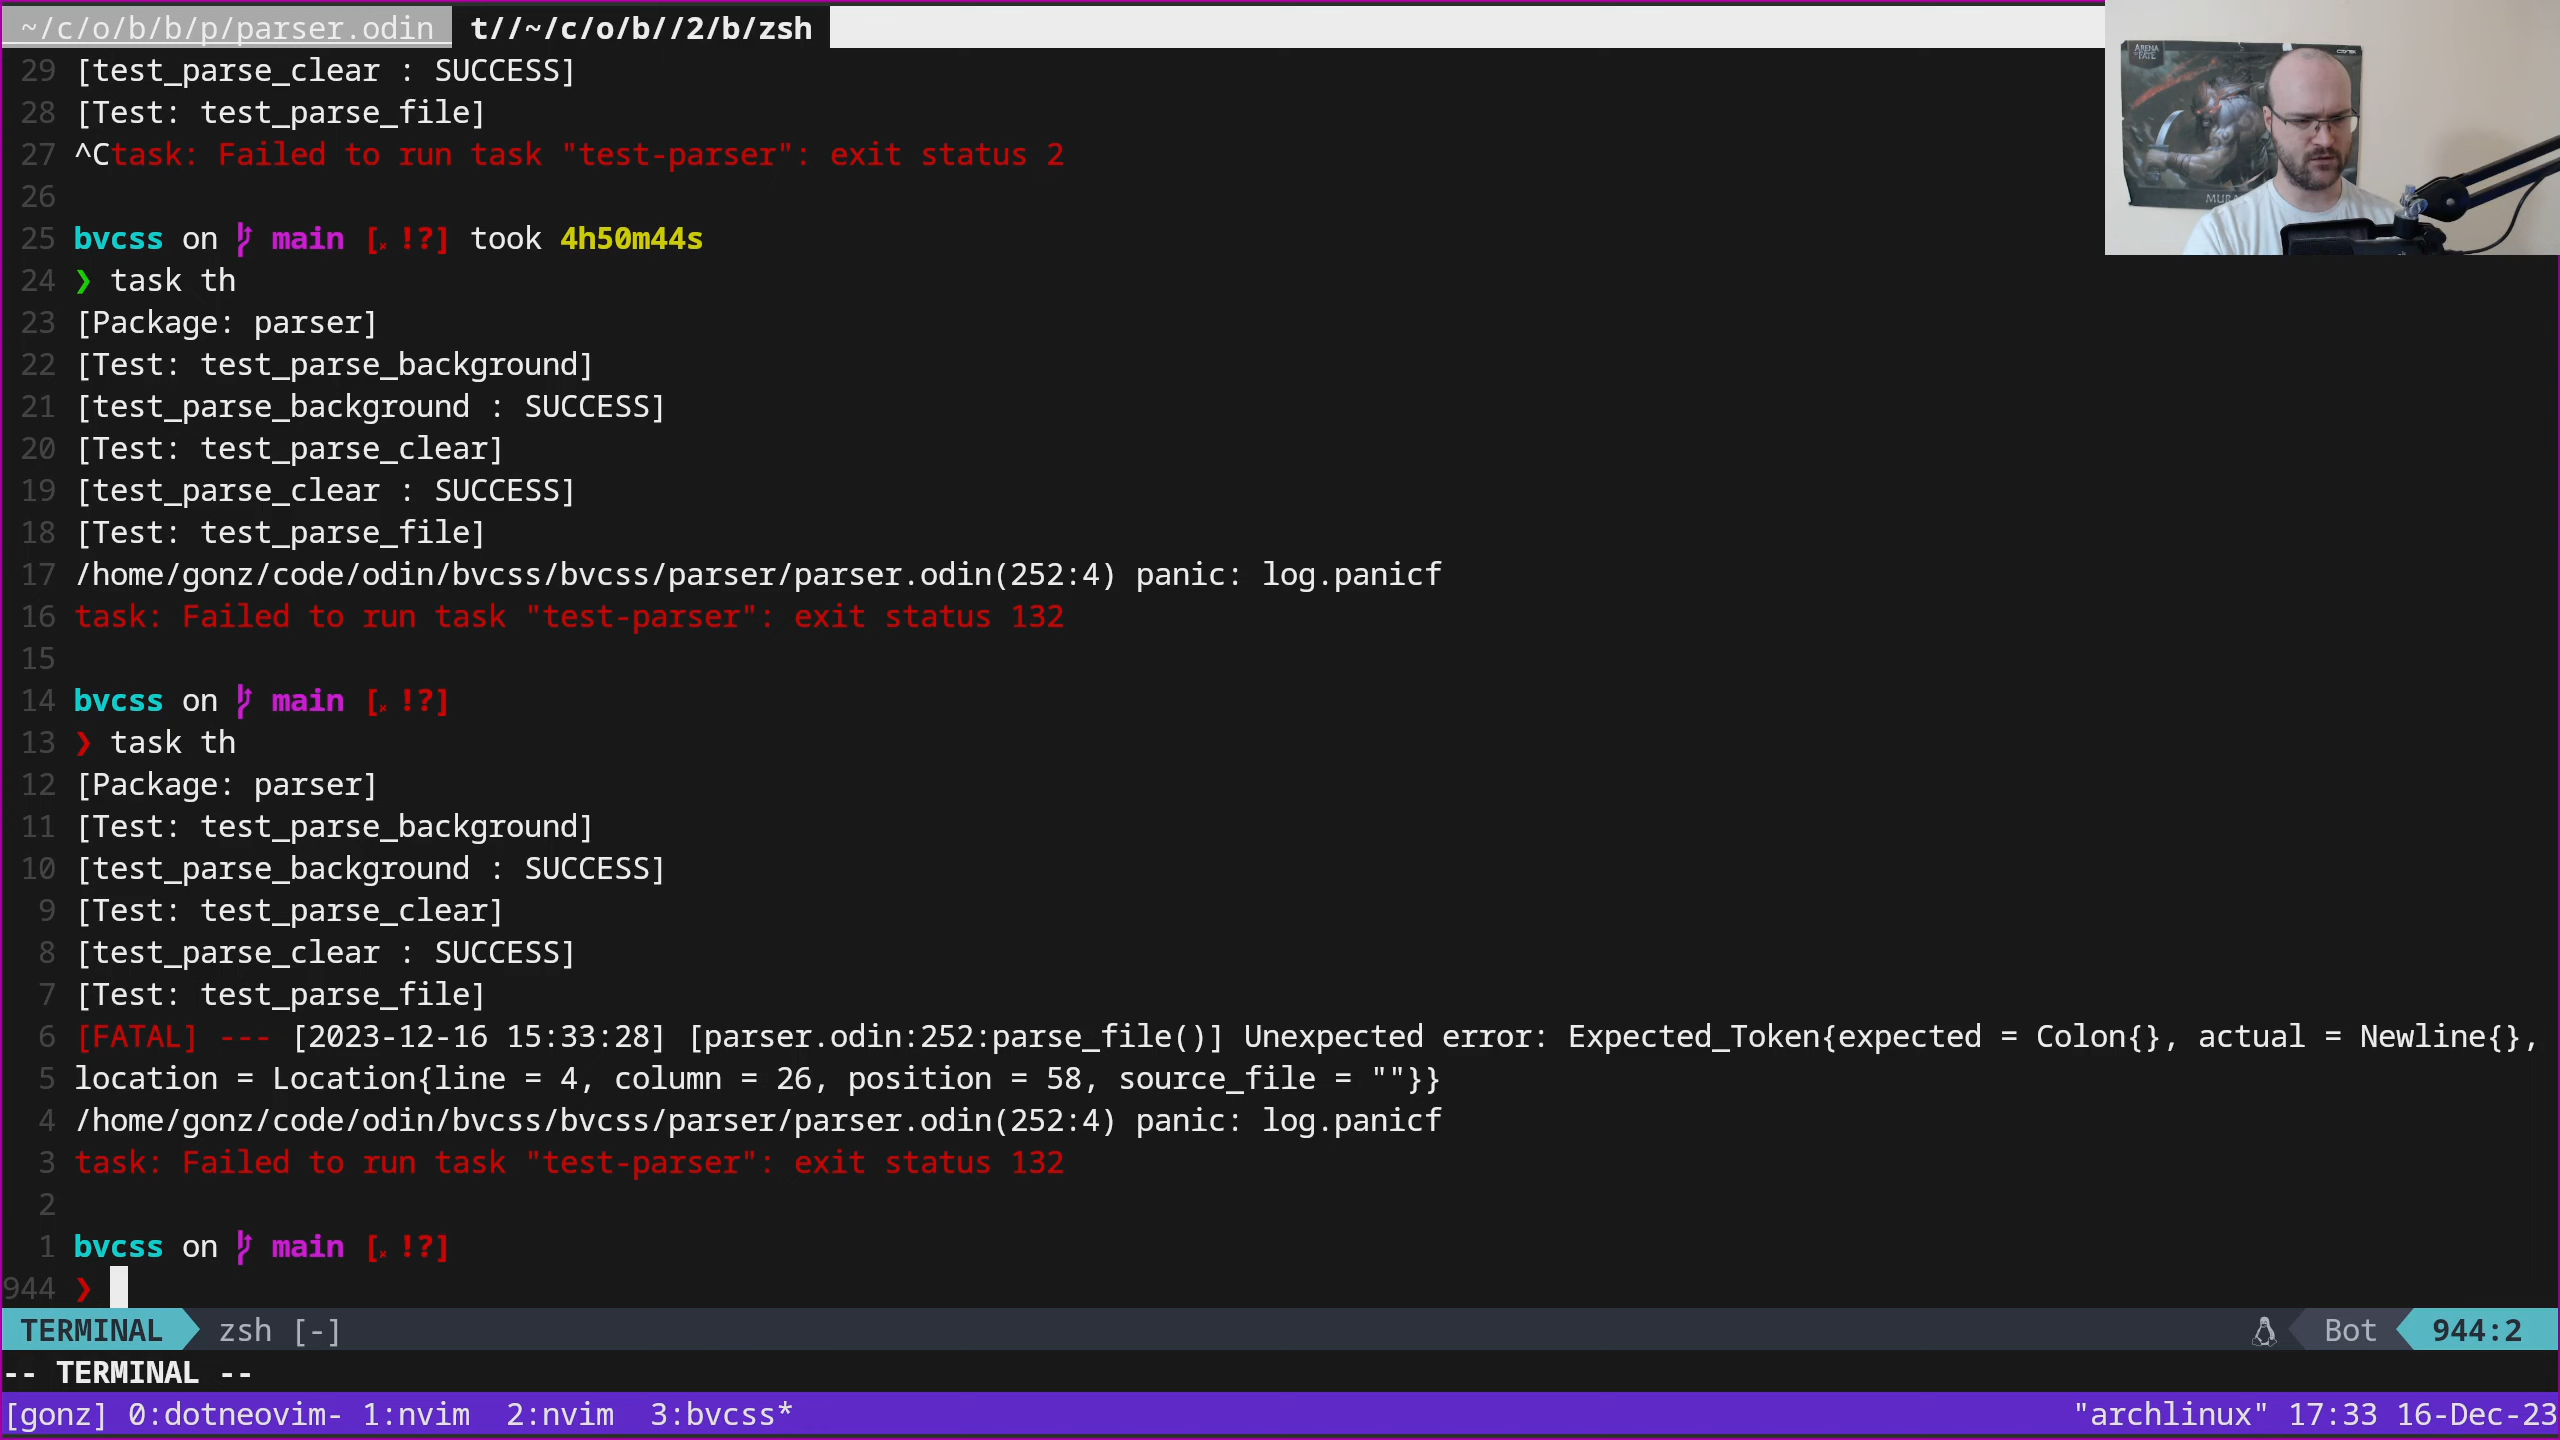 ~/c/o/b/b/p/parser.odin  t//~/c/o/b//2/b/zsh
29 [test_parse_clear : SUCCESS]
28 [Test: test_parse_file]
27 ^Ctask: Failed to run task "test-parser": exit status 2
26
25 bvcss on main [. !?] took 4h50m44s
24 ❯ task th
23 [Package: parser]
22 [Test: test_parse_background]
21 [test_parse_background : SUCCESS]
20 [Test: test_parse_clear]
19 [test_parse_clear : SUCCESS]
18 [Test: test_parse_file]
17 /home/gonz/code/odin/bvcss/bvcss/parser/parser.odin(252:4) panic: log.panicf
16 task: Failed to run task "test-parser": exit status 132
15
14 bvcss on main [. !?]
13 ❯ task th
12 [Package: parser]
11 [Test: test_parse_background]
10 [test_parse_background : SUCCESS]
9 [Test: test_parse_clear]
8 [test_parse_clear : SUCCESS]
7 [Test: test_parse_file]
6 [FATAL] --- [2023-12-16 15:33:28] [parser.odin:252:parse_file()] Unexpected error: Expected_Token{expected = Colon{}, actual = Newline{},
5 location = Location{line = 4, column = 26, position = 58, source_file = ""}}
4 /home/gonz/code/odin/bvcss/bvcss/parser/parser.odin(252:4) panic: log.panicf
3 task: Failed to run task "test-parser": exit status 132
2
1 bvcss on main [. !?]
944 ❯
TERMINAL zsh [-] Bot 944:2
-- TERMINAL --
[gonz] 0:dotneovim- 1:nvim  2:nvim  3:bvcss* "archlinux" 17:33 16-Dec-23
ARENA of FATE